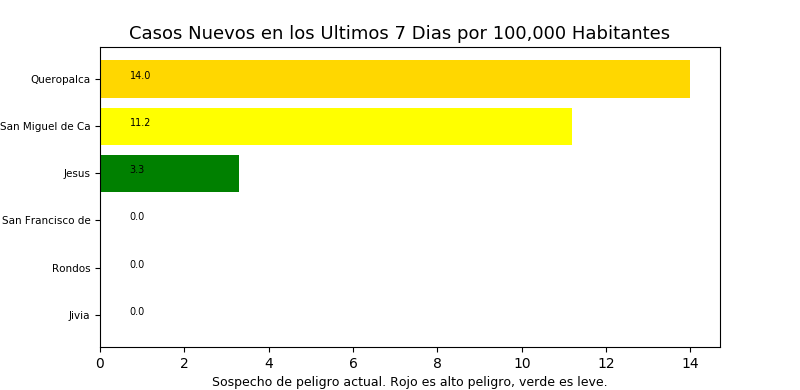 Casos Nuevos en los Ultimos 7 Dias por 100,000 Habitantes
Queropalca 14.0
San Miguel de Ca 11.2
Jesus 3.3
San Francisco de 0.0
Rondos 0.0
Jivia 0.0
0 2 4 6 8 10 12 14
Sospecho de peligro actual. Rojo es alto peligro, verde es leve.